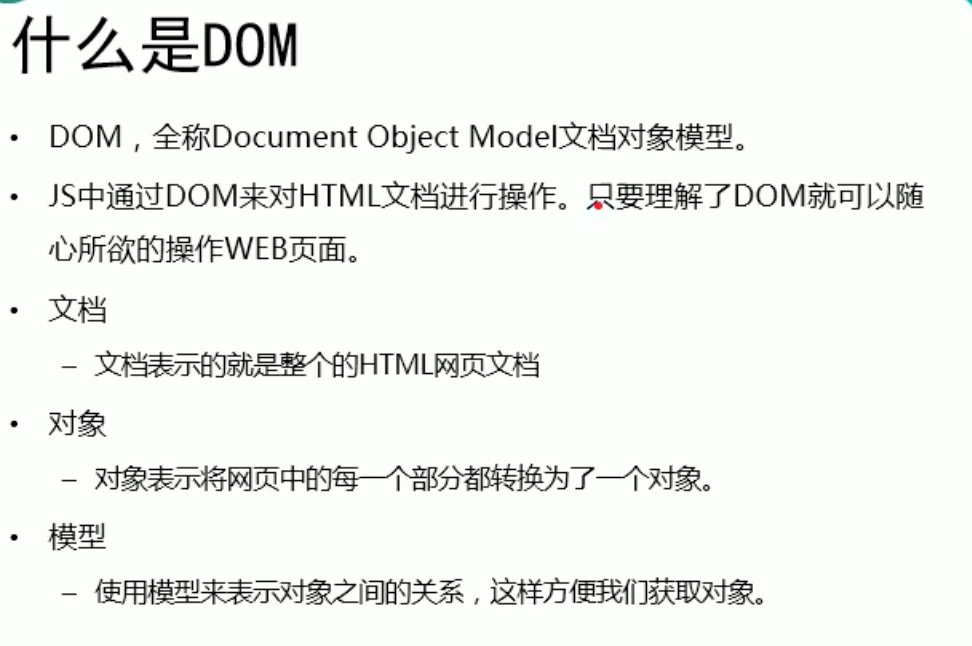 什么是DOM
• DOM，全称Document Object Model文档对象模型。
• JS中通过DOM来对HTML文档进行操作。只要理解了DOM就可以随
心所欲的操作WEB页面。
• 文档
– 文档表示的就是整个的HTML网页文档
• 对象
– 对象表示将网页中的每一个部分都转换为了一个对象。
• 模型
– 使用模型来表示对象之间的关系，这样方便我们获取对象。